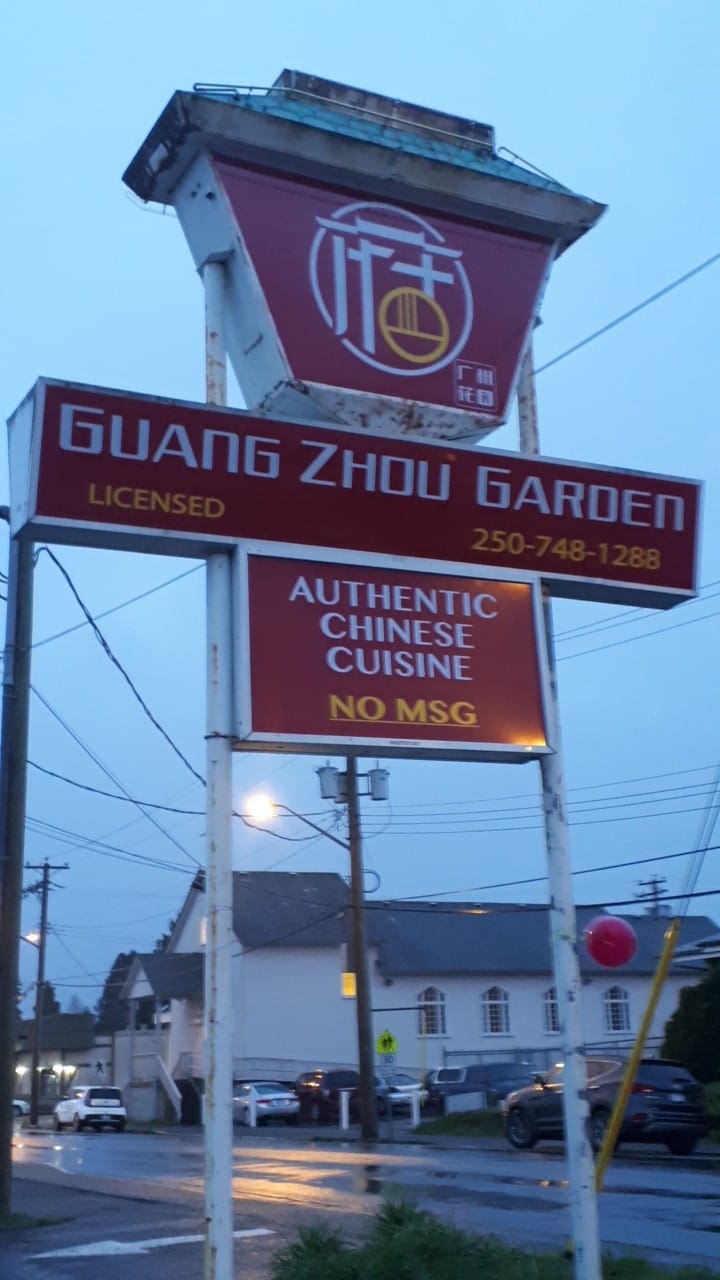 广州
花园
GUANG ZHOU GARDEN
LICENSED
250-748-1288
AUTHENTIC
CHINESE
CUISINE
NO MSG